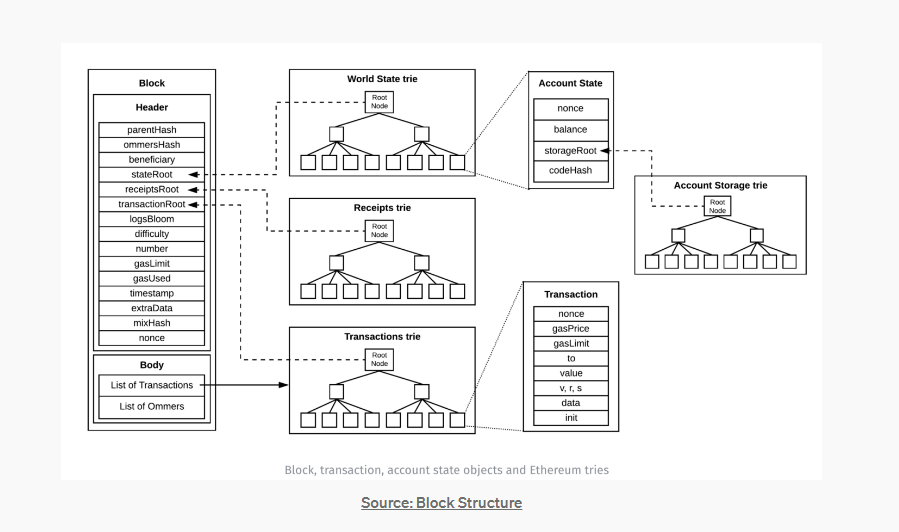 Block
Header
parentHash
ommersHash
beneficiary
stateRoot
receiptsRoot
transactionRoot
logsBloom
difficulty
number
gasLimit
gasUsed
timestamp
extraData
mixHash
nonce
Body
List of Transactions
List of Ommers
World State trie
Root
Node
Receipts trie
Root
Node
Transactions trie
Root
Node
Account State
nonce
balance
storageRoot
codeHash
Account Storage trie
Root
Node
Transaction
nonce
gasPrice
gasLimit
to
value
v, r, s
data
init
Block, transaction, account state objects and Ethereum tries
Source: Block Structure